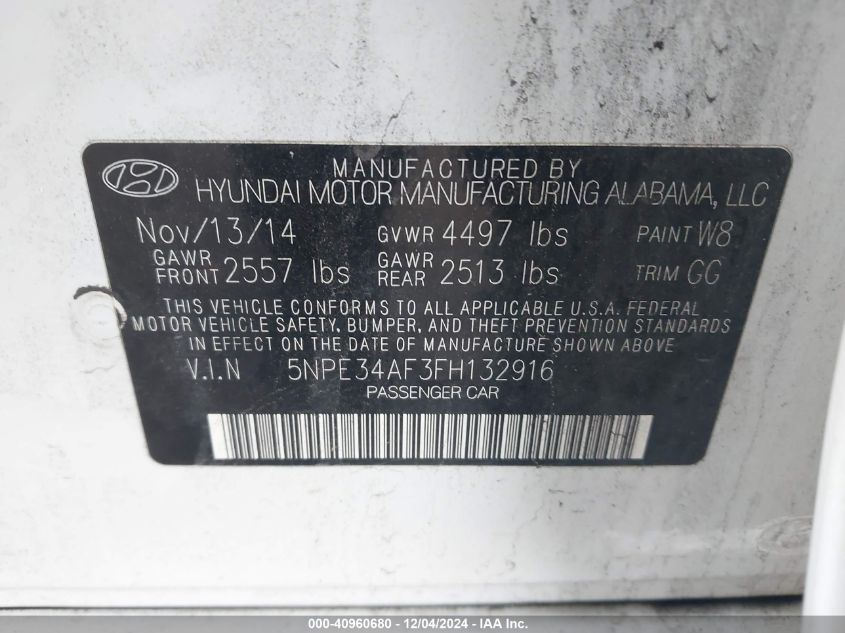 MANUFACTURED BY
HYUNDAI MOTOR MANUFACTURING ALABAMA, LLC
Nov/13/14 GVWR 4497 lbs PAINT W8
GAWR FRONT 2557 lbs GAWR REAR 2513 lbs TRIM GG
THIS VEHICLE CONFORMS TO ALL APPLICABLE U.S.A. FEDERAL
MOTOR VEHICLE SAFETY, BUMPER, AND THEFT PREVENTION STANDARDS
IN EFFECT ON THE DATE OF MANUFACTURE SHOWN ABOVE.
V.I.N 5NPE34AF3FH132916
PASSENGER CAR
000-40960680 - 12/04/2024 - IAA Inc.